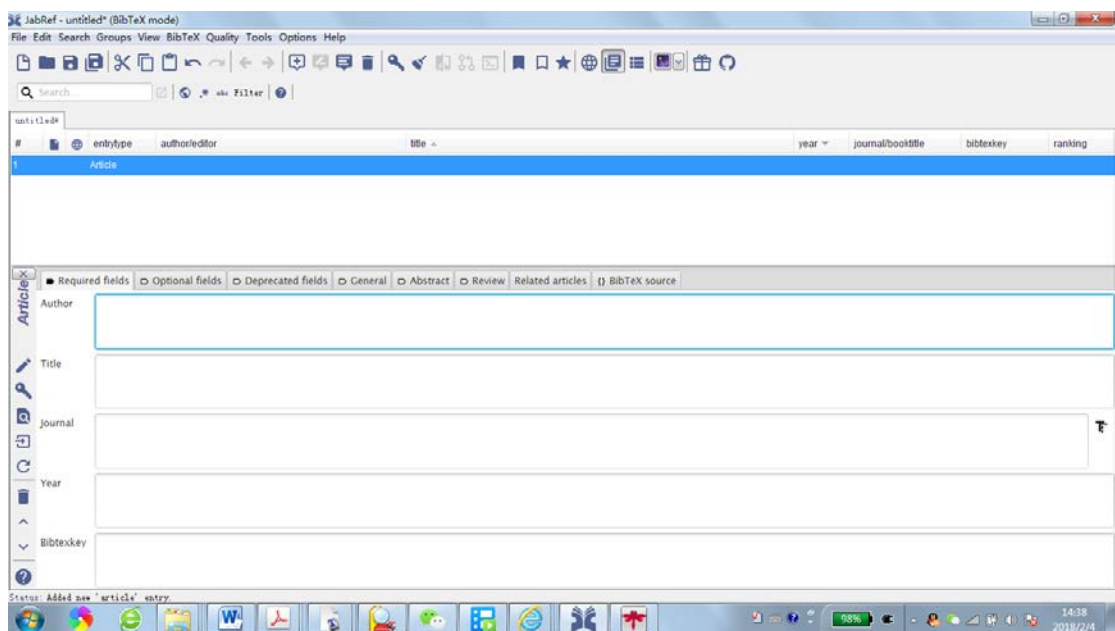 JabRef - untitled* (BibTeX mode)
File Edit Search Groups View BibTeX Quality Tools Options Help
Search... abc Filter
untitled*
# entrytype author/editor title year journal/booktitle bibtexkey ranking
1 Article
Required fields Optional fields Deprecated fields General Abstract Review Related articles {} BibTeX source
Article
Author
Title
Journal
Year
Bibtexkey
Status: Added new 'article' entry.
98%
14:38
2018/2/4